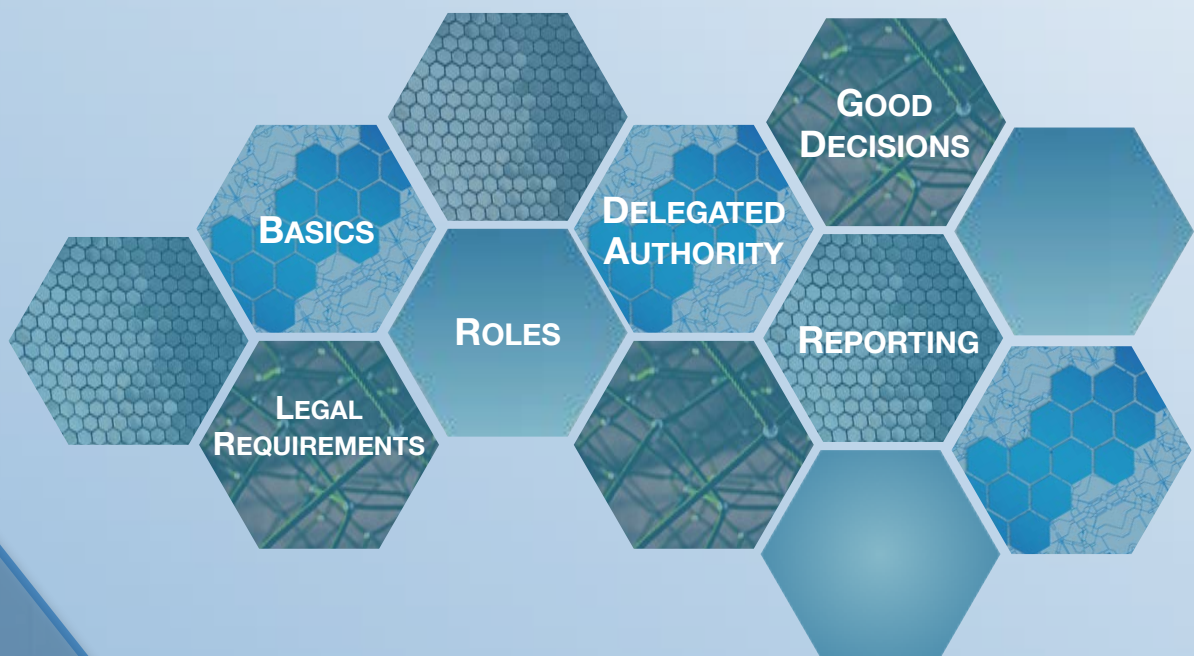 GOOD
DECISIONS
BASICS
DELEGATED
AUTHORITY
ROLES
REPORTING
LEGAL
REQUIREMENTS